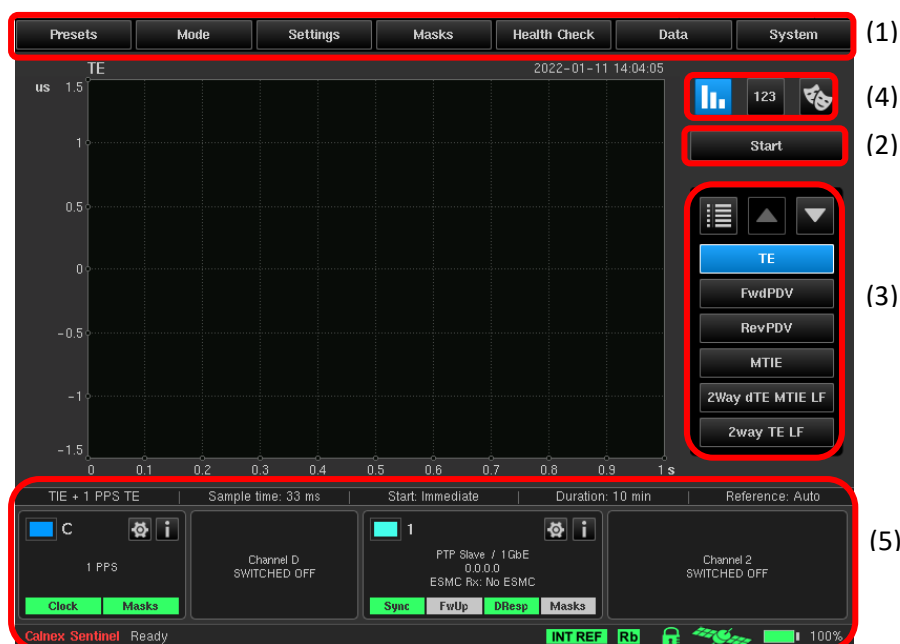 Presets Mode Settings Masks Health Check Data System (1)
TE 2022-01-11 14:04:05
us 1.5
1
0.5
0
-0.5
-1
-1.5
0 0.1 0.2 0.3 0.4 0.5 0.6 0.7 0.8 0.9 1 s
123 (4)
Start (2)
TE
FwdPDV
RevPDV
MTIE
2Way dTE MTIE LF
2way TE LF
(3)
TIE + 1 PPS TE | Sample time: 33 ms | Start: Immediate | Duration: 10 min | Reference: Auto
C i
1 PPS
Clock Masks
Channel D
SWITCHED OFF
1 i
PTP Slave / 1GbE
0.0.0.0
ESMC Rx: No ESMC
Sync FwUp DResp Masks
Channel 2
SWITCHED OFF
(5)
Calnex Sentinel Ready INT REF Rb 100%